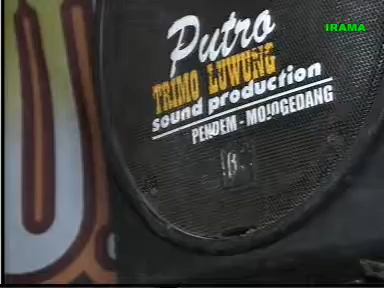 IRAMA
Putro
TRIMO LUWUNG
sound production
PENDEM - MOJOGEDANG